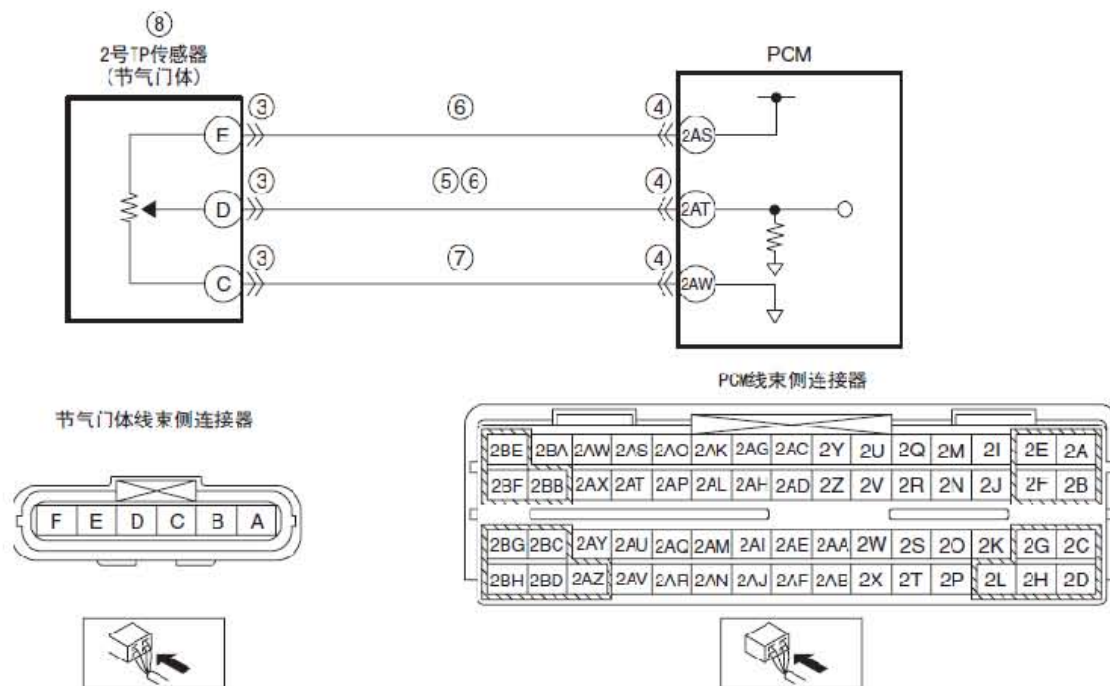 ⑧
2号TP传感器
(节气门体)
PCM
E ③ ⑥ ④ 2AS
D ③ ⑤⑥ ④ 2AT
C ③ ⑦ ④ 2AW
PCM线束侧连接器
节气门体线束侧连接器
2BE 2BA 2AW 2AS 2AO 2AK 2AG 2AC 2Y 2U 2Q 2M 2I 2E 2A
2BF 2BB 2AX 2AT 2AP 2AL 2AH 2AD 2Z 2V 2R 2N 2J 2F 2B
F E D C B A
2BG 2BC 2AY 2AU 2AQ 2AM 2AI 2AE 2AA 2W 2S 2O 2K 2G 2C
2BH 2BD 2AZ 2AV 2AR 2AN 2AJ 2AF 2AB 2X 2T 2P 2L 2H 2D